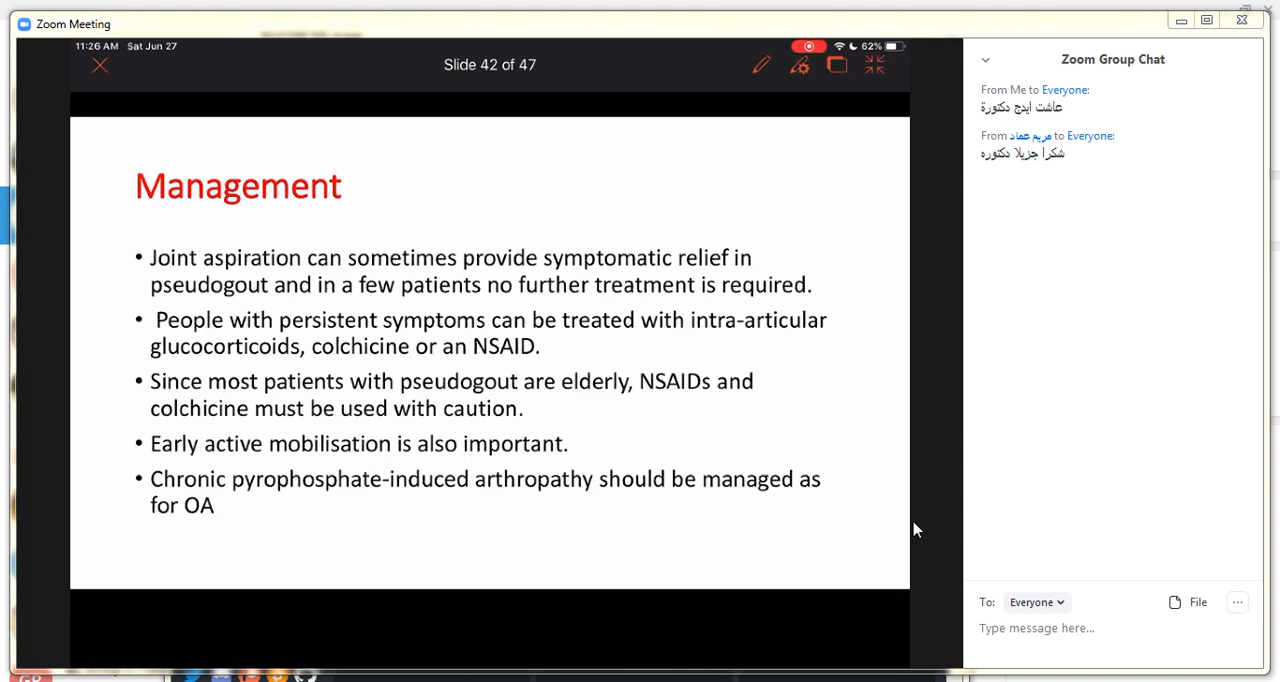 Zoom Meeting
11:26 AM Sat Jun 27
62%
Slide 42 of 47
Management
• Joint aspiration can sometimes provide symptomatic relief in
pseudogout and in a few patients no further treatment is required.
• People with persistent symptoms can be treated with intra-articular
glucocorticoids, colchicine or an NSAID.
• Since most patients with pseudogout are elderly, NSAIDs and
colchicine must be used with caution.
• Early active mobilisation is also important.
• Chronic pyrophosphate-induced arthropathy should be managed as
for OA
Zoom Group Chat
From Me to Everyone:
عاشت ايدج دكتورة
From مريم عماد to Everyone:
شكرا جزيلا دكتوره
To: Everyone
File
Type message here...